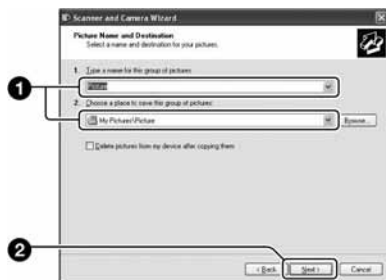 Scanner and Camera Wizard
Picture Name and Destination
Select a name and destination for your pictures.
1. Type a name for this group of pictures:
Picture
1
2. Choose a place to save this group of pictures:
My Pictures\Picture
Browse...
Delete pictures from my device after copying them
2
< Back Next > Cancel